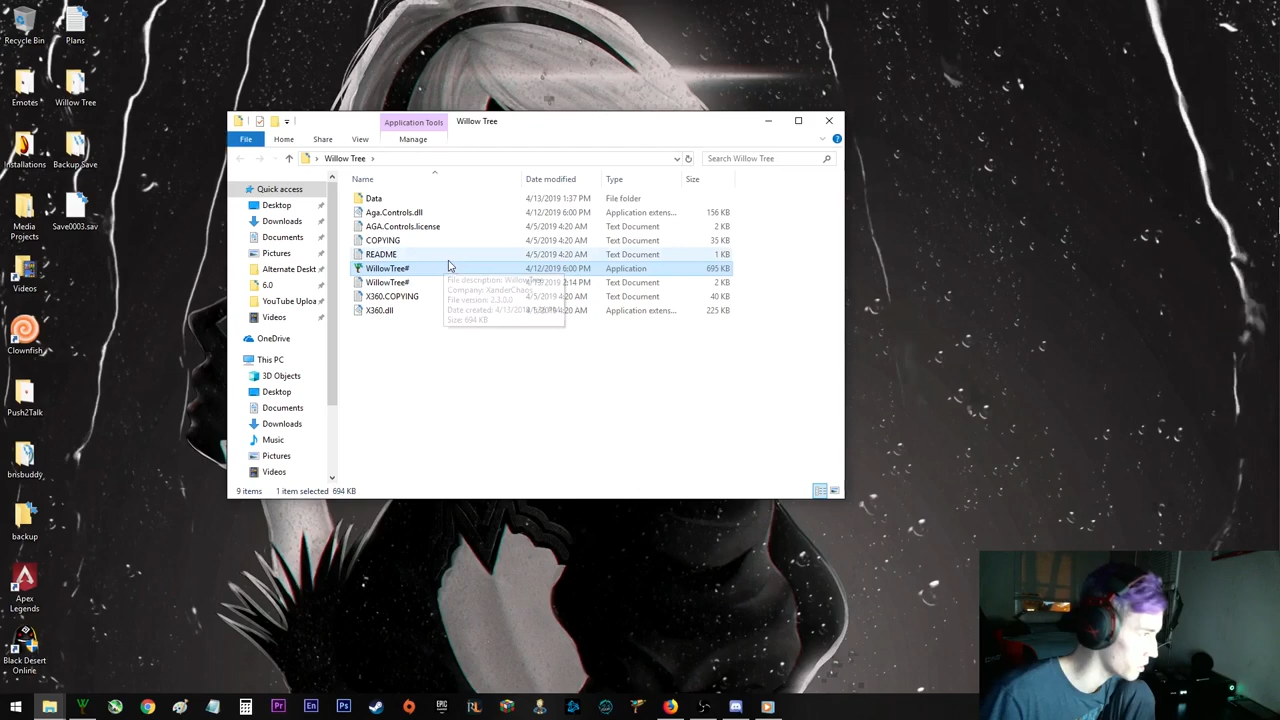 Recycle Bin
Plans
Emotes
Willow Tree
Installations
Backup Save
Media Projects
Save0003.sav
Videos
Clownfish
Push2Talk
bnsbuddy
backup
Apex Legends
Black Desert Online
Application Tools
Willow Tree
File
Home
Share
View
Manage
Willow Tree
Search Willow Tree
Name
Date modified
Type
Size
Quick access
Desktop
Downloads
Documents
Pictures
Alternate Deskt
6.0
YouTube Uploa
Videos
OneDrive
This PC
3D Objects
Desktop
Documents
Downloads
Music
Pictures
Videos
Data 4/13/2019 1:37 PM File folder
Aga.Controls.dll 4/12/2019 6:00 PM Application extens... 156 KB
AGA.Controls.license 4/5/2019 4:20 AM Text Document 2 KB
COPYING 4/5/2019 4:20 AM Text Document 35 KB
README 4/5/2019 4:20 AM Text Document 1 KB
WillowTree# 4/12/2019 6:00 PM Application 695 KB
WillowTree# 2:14 PM Text Document 2 KB
X360.COPYING 4:20 AM Text Document 40 KB
X360.dll 4:20 AM Application extens... 225 KB
File description: WillowTree
Company: XanderChaos
File version: 2.3.0.0
Date created: 4/13/2019
Size: 694 KB
9 items 1 item selected 694 KB
Pr
En
Ps
EPIC
RL